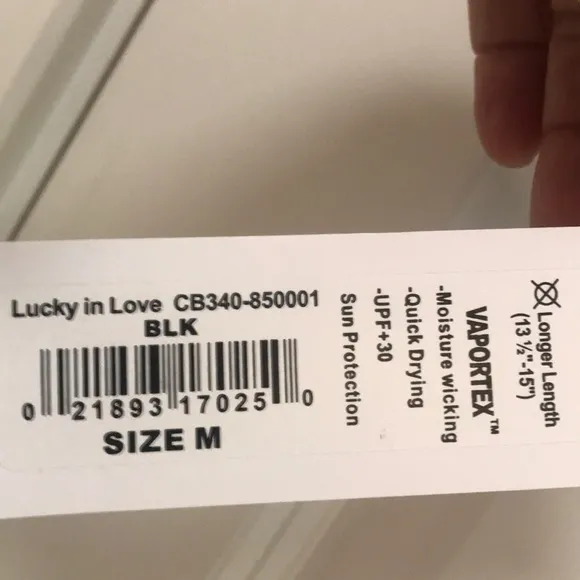 Lucky in Love CB340-850001
BLK
0 21893 17025 0
SIZE M
Longer Length
(13 ½"-15")
VAPORTEX™
-Moisture wicking
-Quick Drying
-UPF+30
Sun Protection